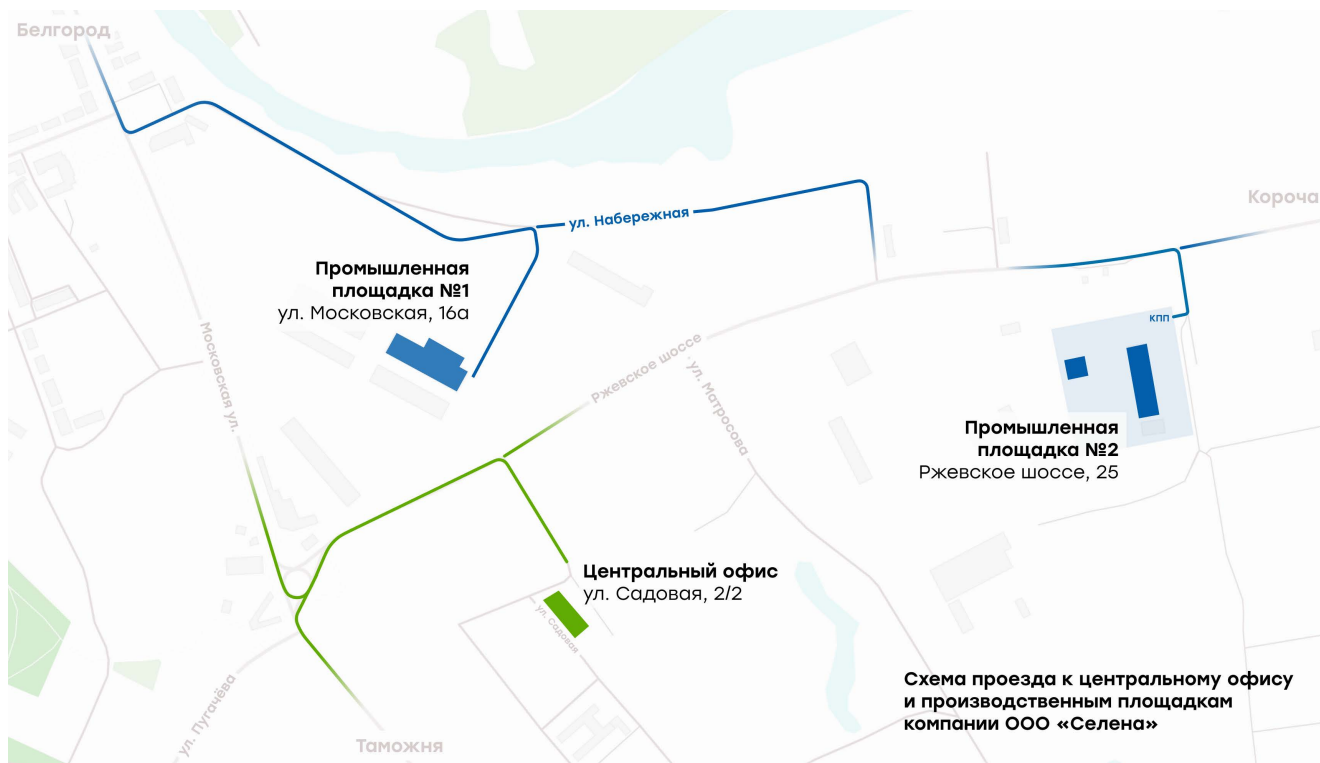 Белгород
Короча
ул. Набережная
Промышленная
площадка №1
ул. Московская, 16а
КПП
Московская ул.
Ржевское шоссе
ул. Матросова
Промышленная
площадка №2
Ржевское шоссе, 25
Центральный офис
ул. Садовая, 2/2
ул. Садовая
ул. Пугачёва
Таможня
Схема проезда к центральному офису
и производственным площадкам
компании ООО «Селена»